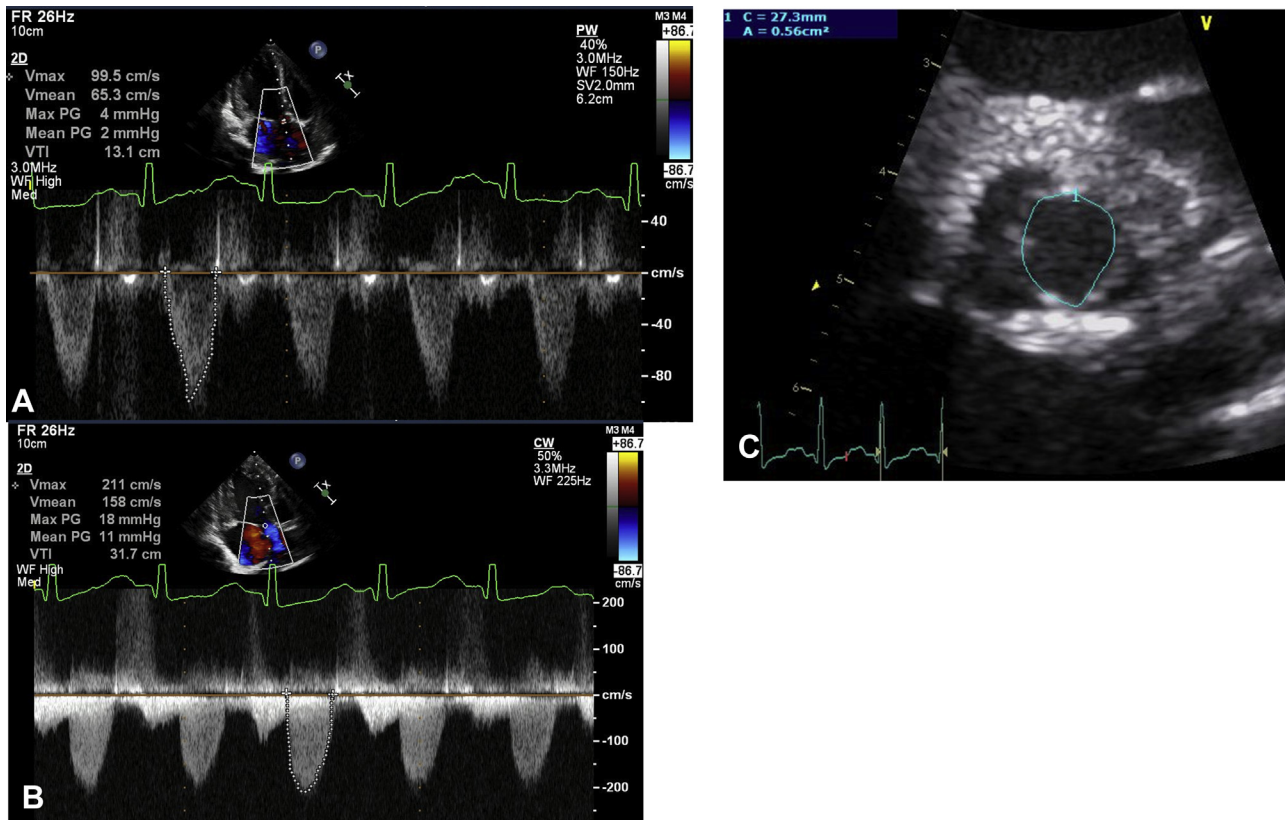 FR 26Hz
10cm
2D
Vmax 99.5 cm/s
Vmean 65.3 cm/s
Max PG 4 mmHg
Mean PG 2 mmHg
VTI 13.1 cm
3.0MHz
WF High
Med
P
PW
40%
3.0MHz
WF 150Hz
SV2.0mm
6.2cm
M3 M4
+86.7
-86.7
cm/s
40
cm/s
-40
-80
A
FR 26Hz
10cm
2D
Vmax 211 cm/s
Vmean 158 cm/s
Max PG 18 mmHg
Mean PG 11 mmHg
VTI 31.7 cm
WF High
Med
P
CW
50%
3.3MHz
WF 225Hz
M3 M4
+86.7
-86.7
cm/s
200
100
cm/s
-100
-200
B
1 C = 27.3mm
A = 0.56cm²
V
3
4
1
5
6
C